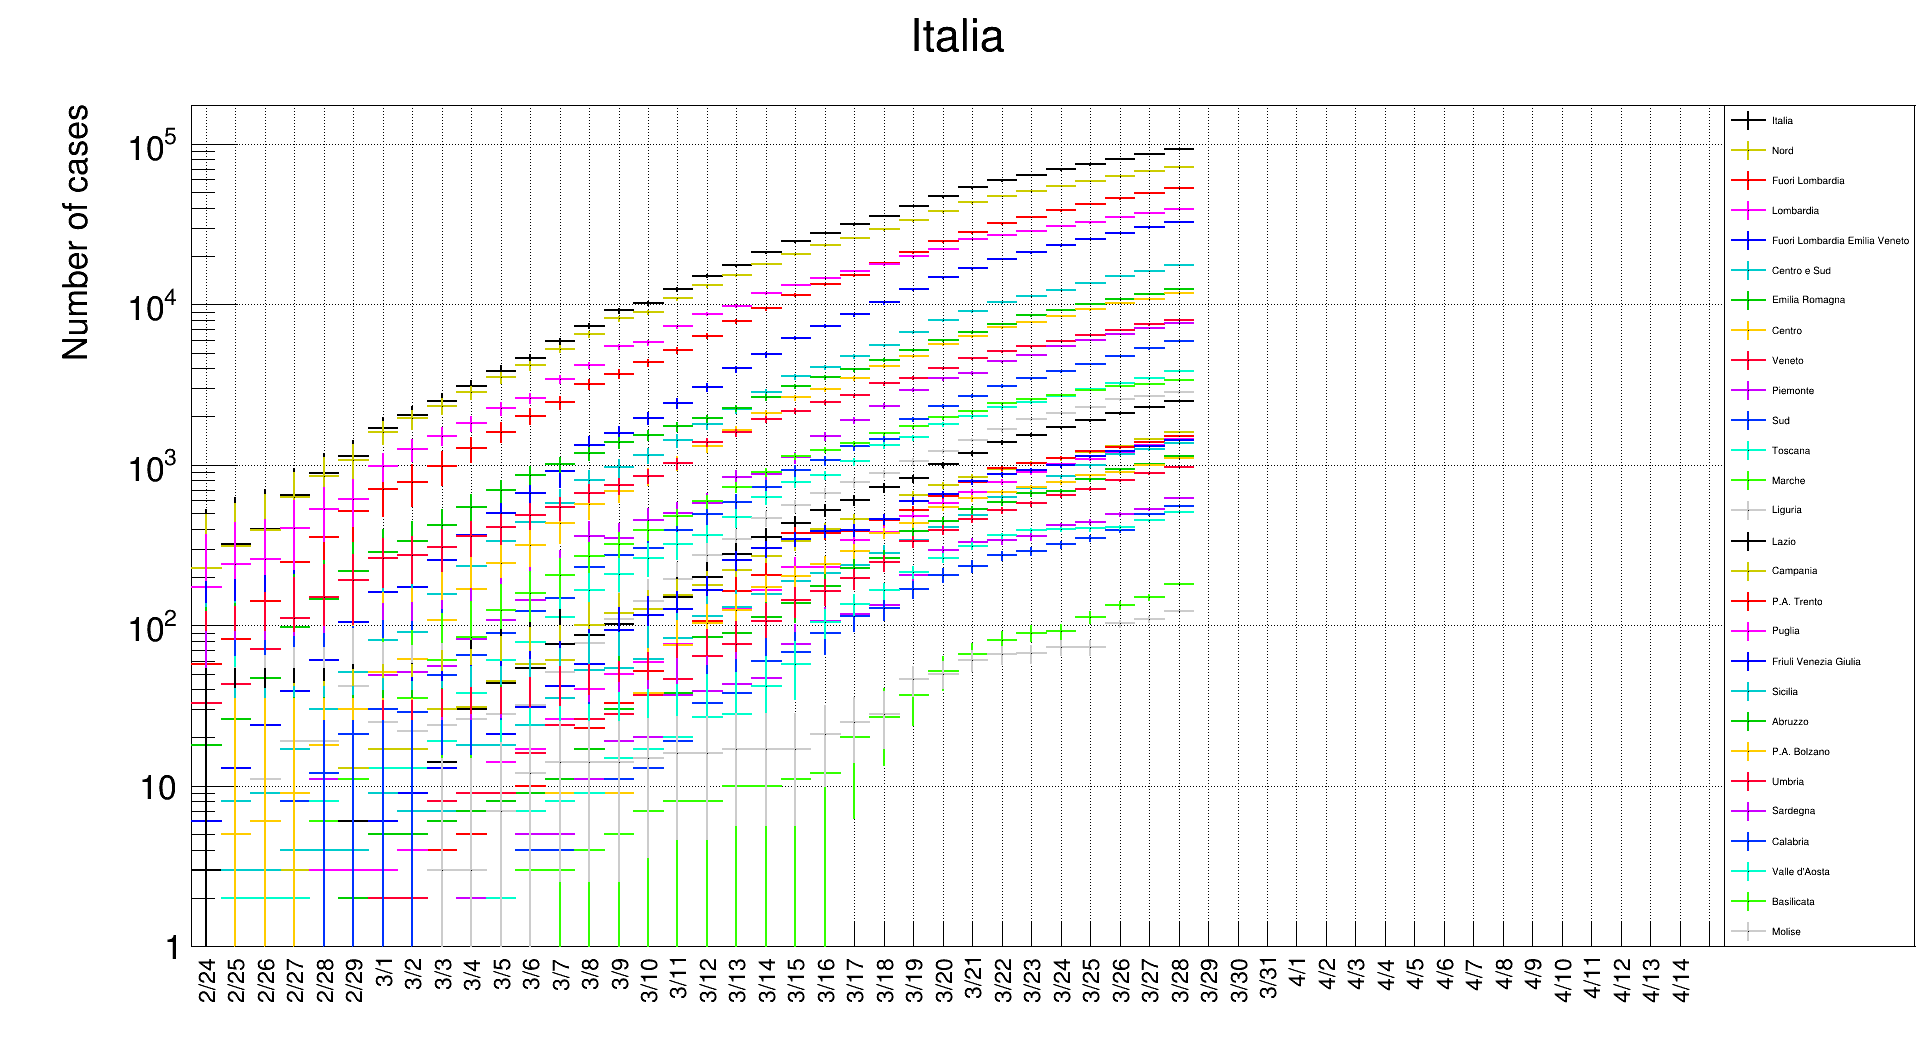 Italia
Number of cases
10^5
10^4
10^3
10^2
10
1
2/24
2/25
2/26
2/27
2/28
2/29
3/1
3/2
3/3
3/4
3/5
3/6
3/7
3/8
3/9
3/10
3/11
3/12
3/13
3/14
3/15
3/16
3/17
3/18
3/19
3/20
3/21
3/22
3/23
3/24
3/25
3/26
3/27
3/28
3/29
3/30
3/31
4/1
4/2
4/3
4/4
4/5
4/6
4/7
4/8
4/9
4/10
4/11
4/12
4/13
4/14
Italia
Nord
Fuori Lombardia
Lombardia
Fuori Lombardia Emilia Veneto
Centro e Sud
Emilia Romagna
Centro
Veneto
Piemonte
Sud
Toscana
Marche
Liguria
Lazio
Campania
P.A. Trento
Puglia
Friuli Venezia Giulia
Sicilia
Abruzzo
P.A. Bolzano
Umbria
Sardegna
Calabria
Valle d'Aosta
Basilicata
Molise